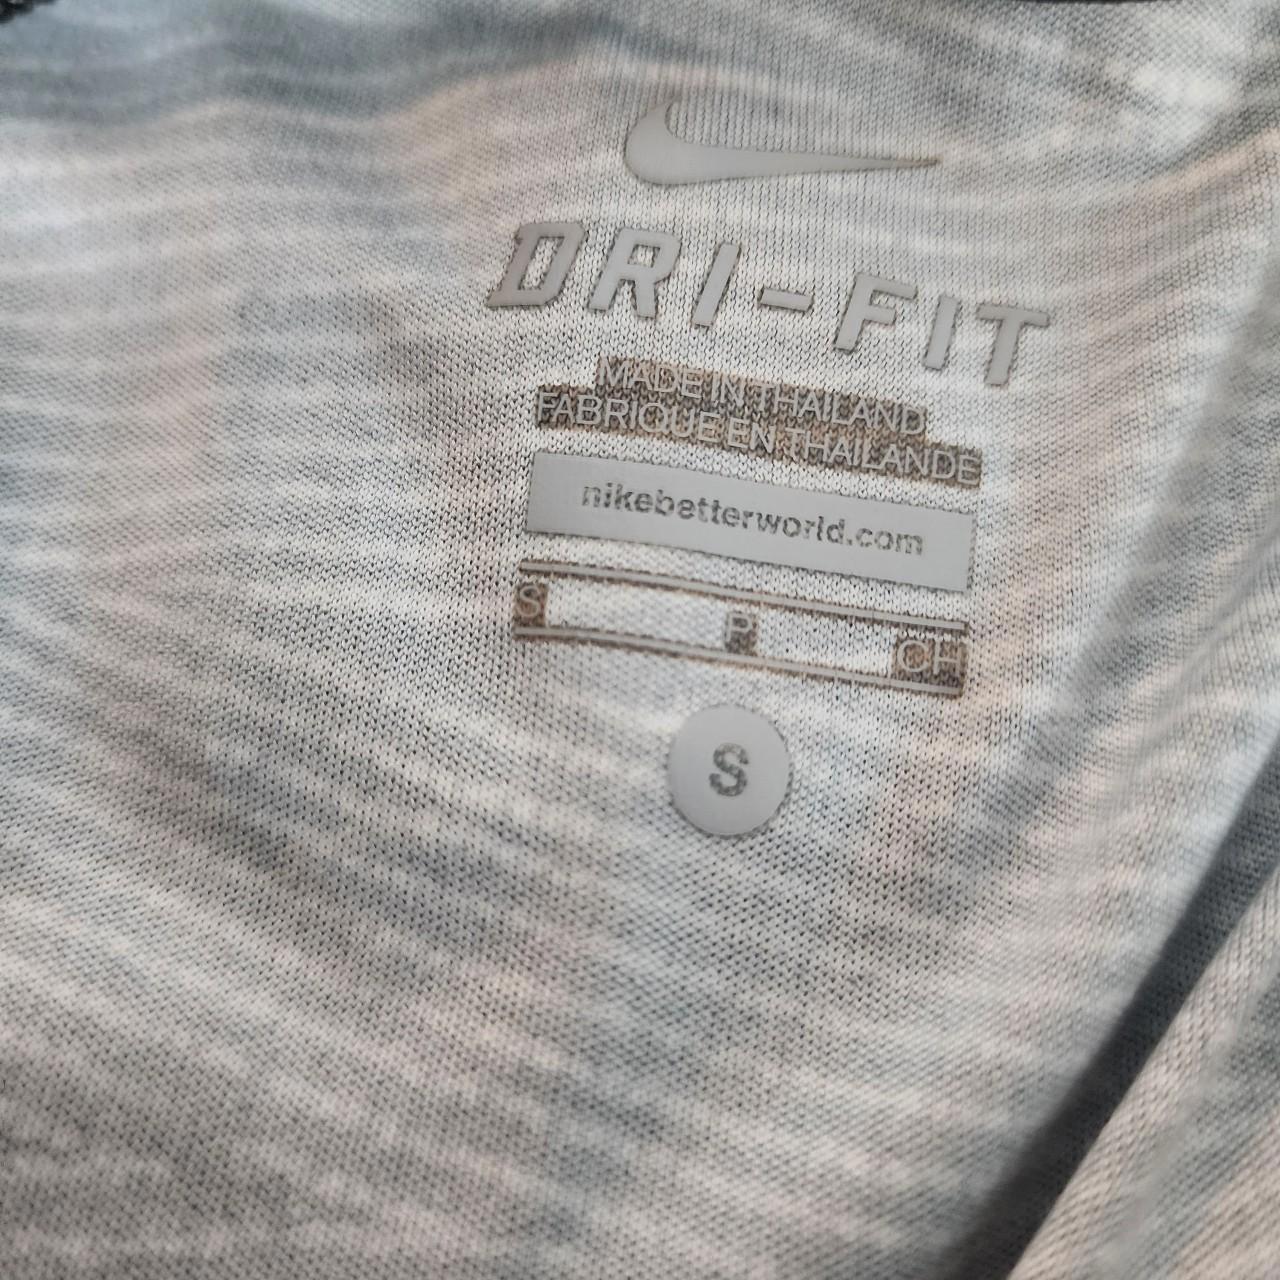 DRI-FIT
MADE IN THAILAND
FABRIQUE EN THAILANDE
nikebetterworld.com
S P CH
S